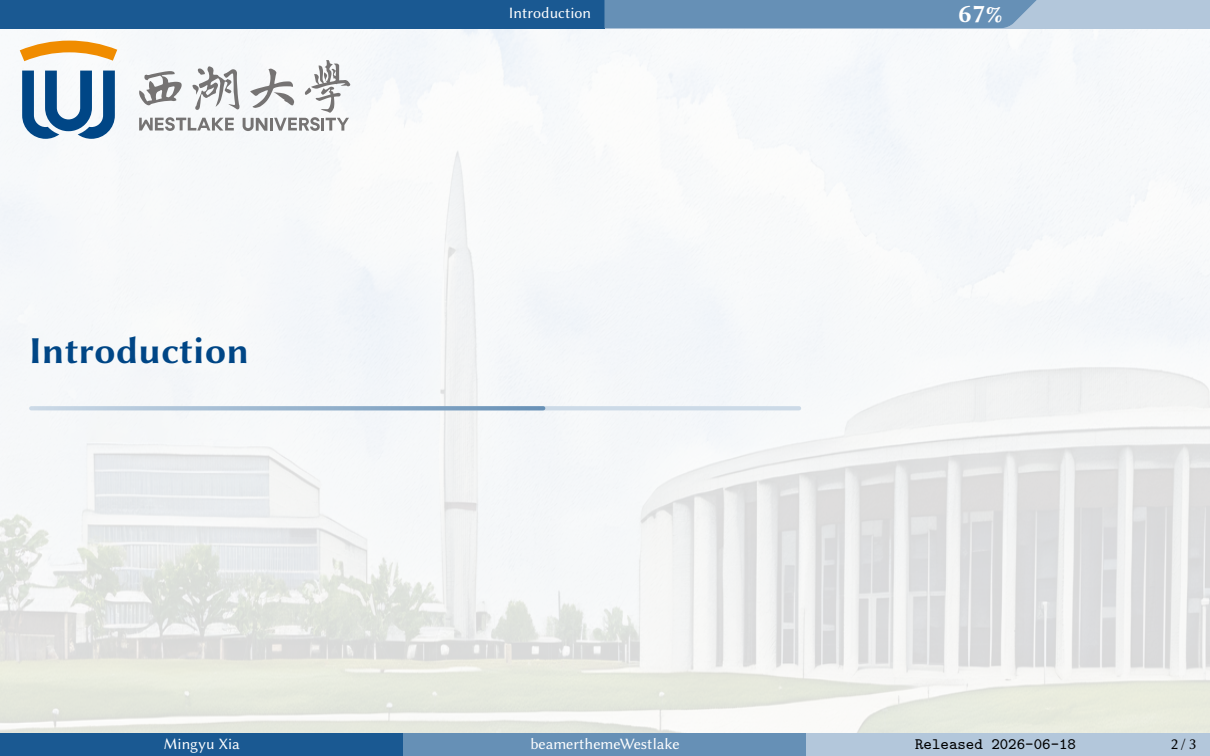 Introduction
67%
西湖大學
WESTLAKE UNIVERSITY
Introduction
Mingyu Xia
beamerthemeWestlake
Released 2026-06-18
2 / 3